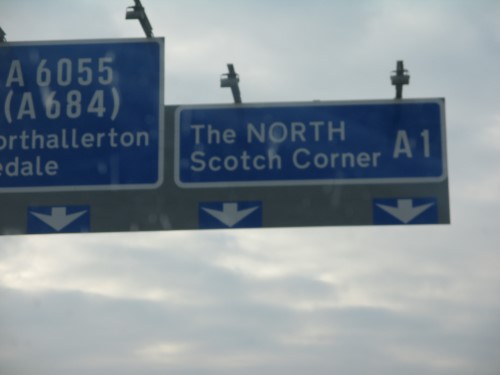 A 6055
(A 684)
orthallerton
edale
The NORTH
Scotch Corner A1